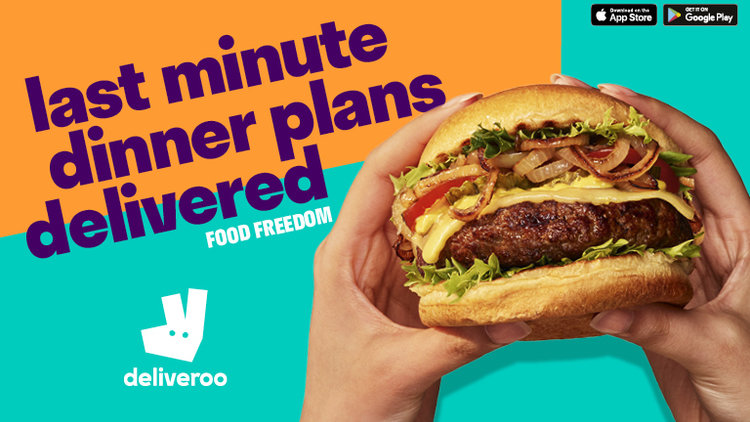 Download on the
App Store
GET IT ON
Google Play
last minute
dinner plans
delivered
FOOD FREEDOM
deliveroo